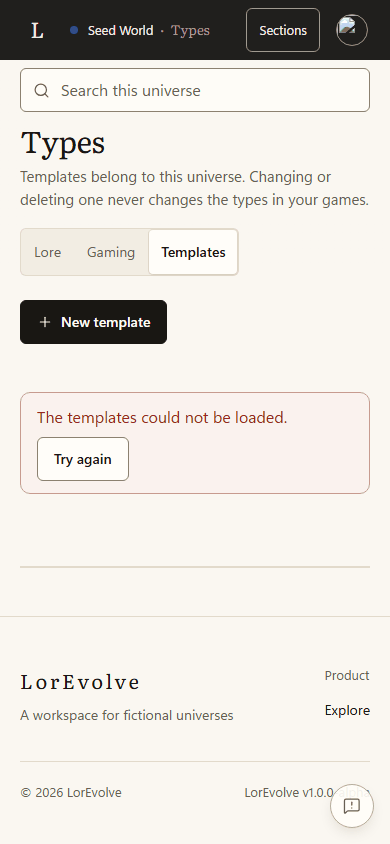 L Seed World · Types Sections
Search this universe
Types
Templates belong to this universe. Changing or
deleting one never changes the types in your games.
Lore Gaming Templates
New template
The templates could not be loaded.
Try again
LorEvolve
Product
A workspace for fictional universes
Explore
© 2026 LorEvolve LorEvolve v1.0.0